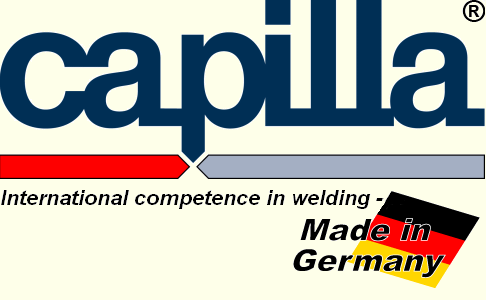 capilla®
International competence in welding -
Made in
Germany